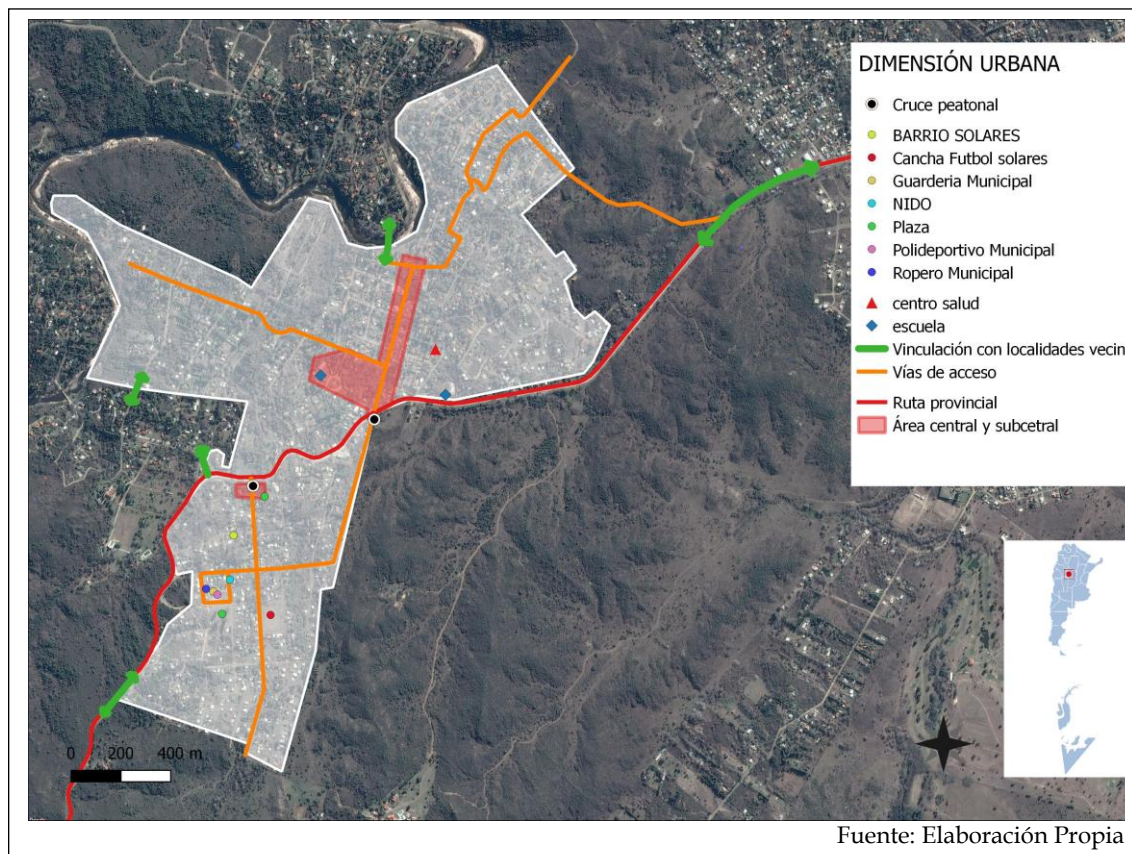 DIMENSIÓN URBANA
Cruce peatonal
BARRIO SOLARES
Cancha Futbol solares
Guarderia Municipal
NIDO
Plaza
Polideportivo Municipal
Ropero Municipal
centro salud
escuela
Vinculación con localidades vecin
Vías de acceso
Ruta provincial
Área central y subcetral
0 200 400 m
Fuente: Elaboración Propia